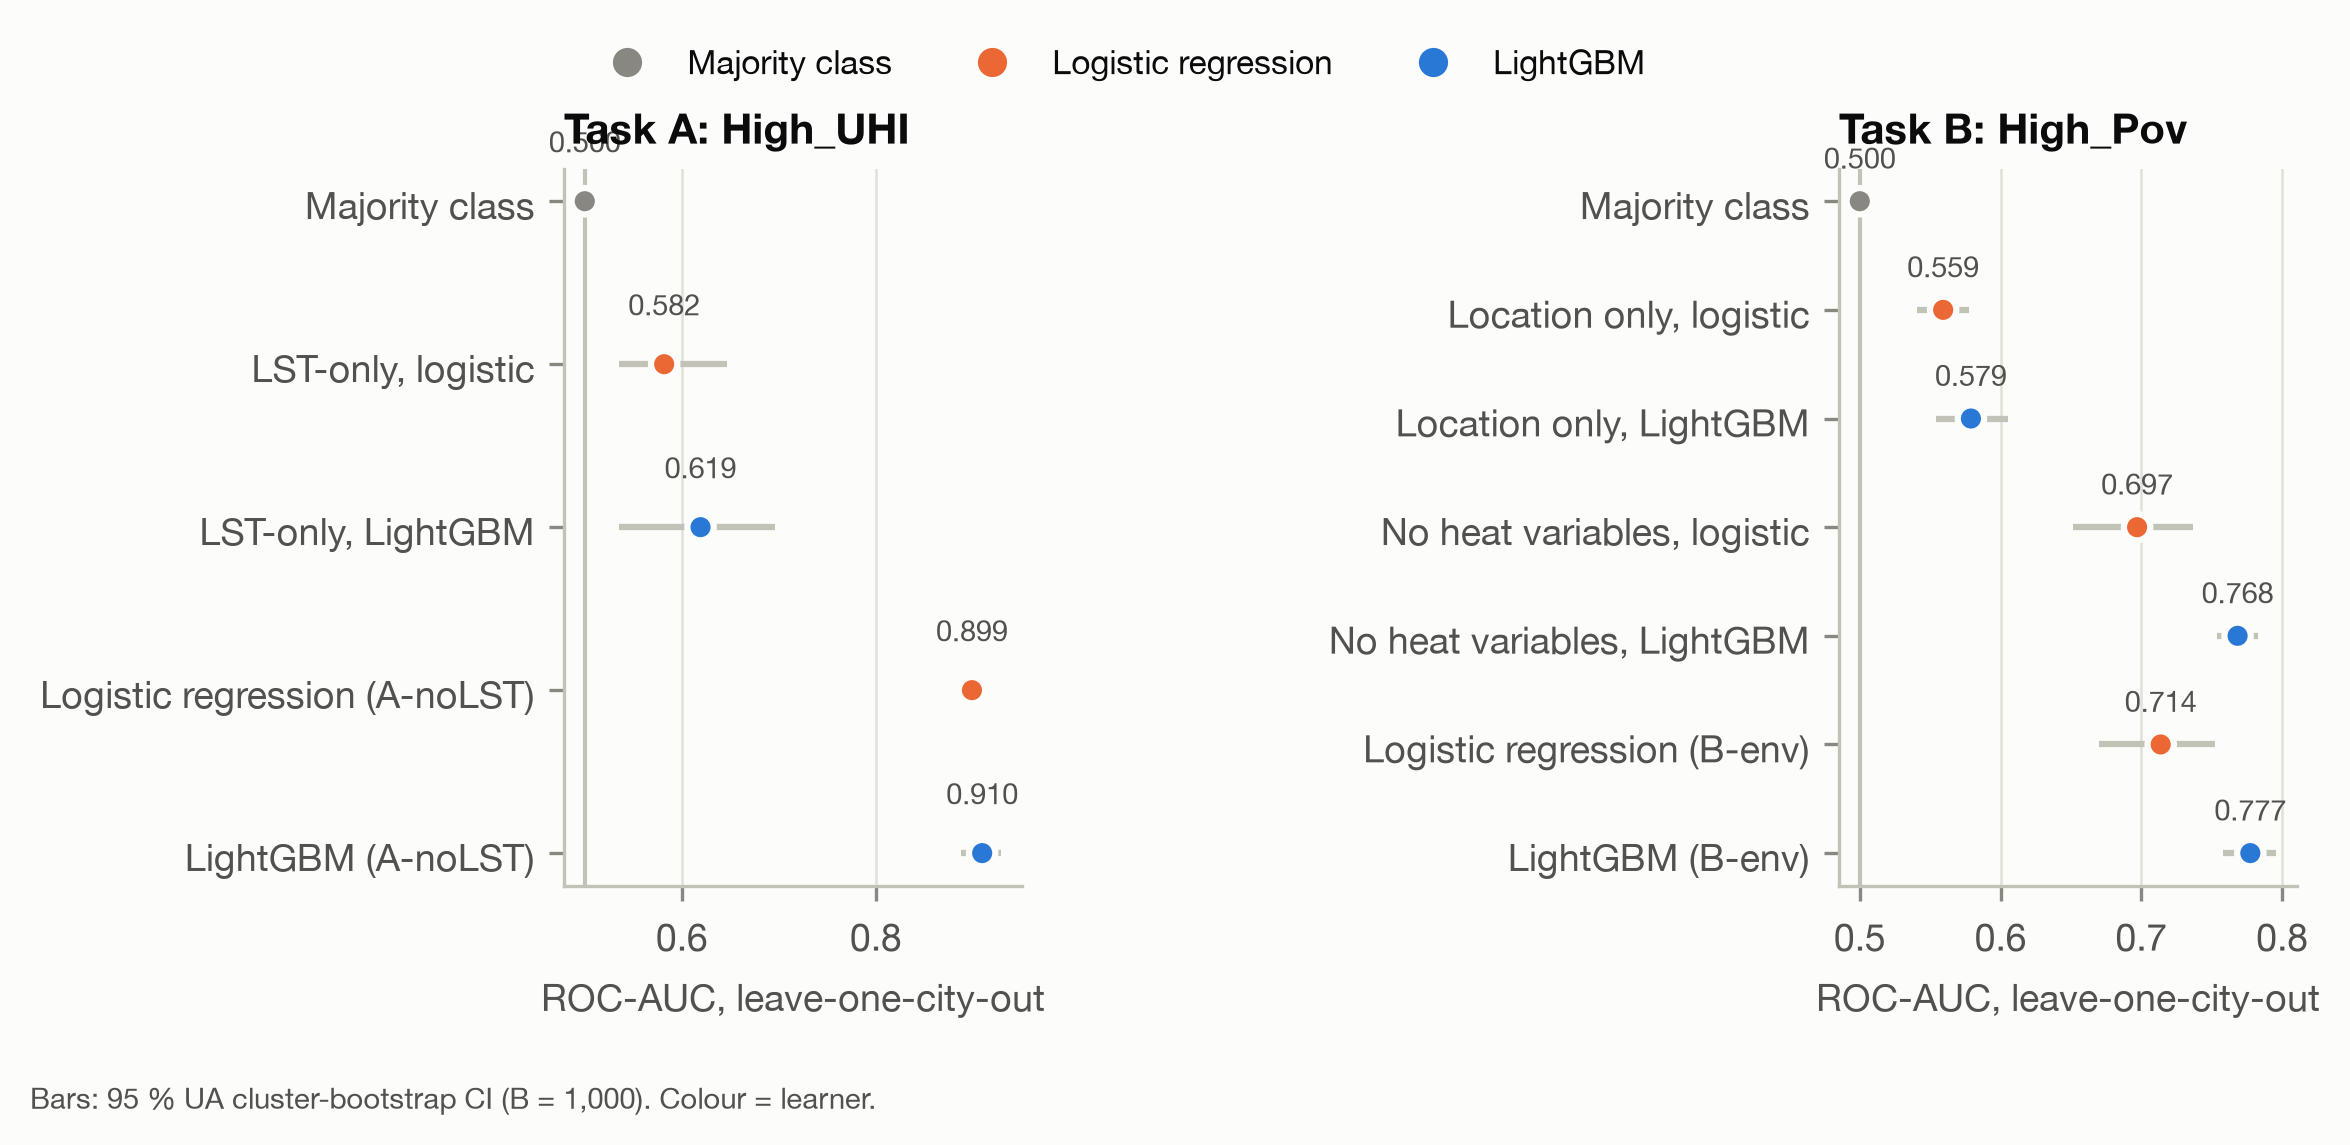 Majority class
Logistic regression
LightGBM
Task A: High_UHI
0.500
Majority class
0.582
LST-only, logistic
0.619
LST-only, LightGBM
0.899
Logistic regression (A-noLST)
0.910
LightGBM (A-noLST)
0.6
0.8
ROC-AUC, leave-one-city-out
Task B: High_Pov
0.500
Majority class
0.559
Location only, logistic
0.579
Location only, LightGBM
0.697
No heat variables, logistic
0.768
No heat variables, LightGBM
0.714
Logistic regression (B-env)
0.777
LightGBM (B-env)
0.5
0.6
0.7
0.8
ROC-AUC, leave-one-city-out
Bars: 95 % UA cluster-bootstrap CI (B = 1,000). Colour = learner.